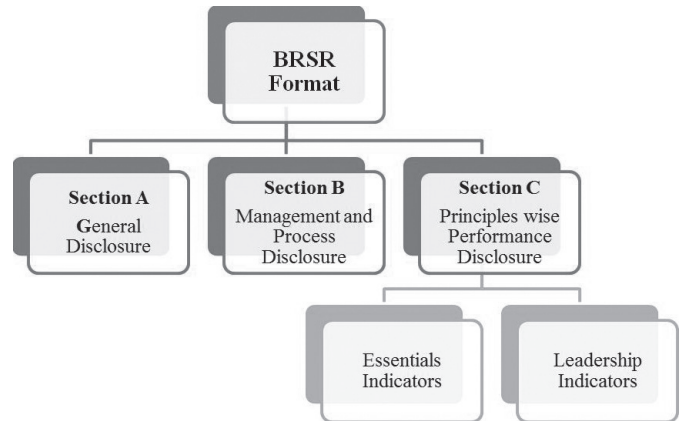 BRSR
Format
Section A
General
Disclosure
Section B
Management and
Process
Disclosure
Section C
Principles wise
Performance
Disclosure
Essentials
Indicators
Leadership
Indicators